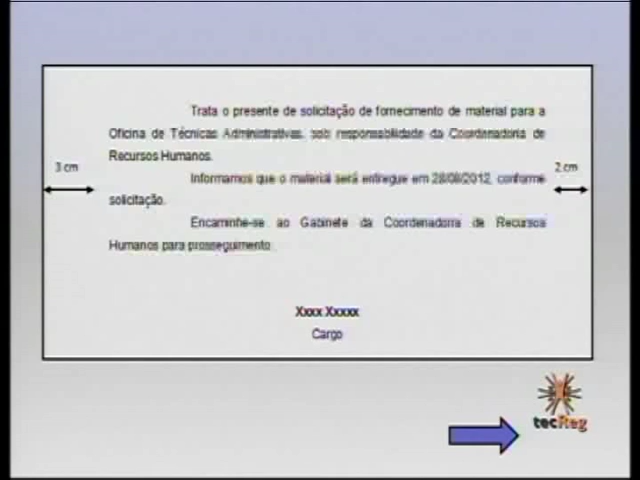 Trata o presente de solicitação de fornecimento de material para a
Oficina de Técnicas Administrativas, sob responsabilidade da Coordenadoria de
Recursos Humanos.
3 cm
2 cm
Informamos que o material será entregue em 28/08/2012, conforme
solicitação.
Encaminhe-se ao Gabinete da Coordenadoria de Recursos
Humanos para prosseguimento.
Xxxx Xxxxx
Cargo
tecReg